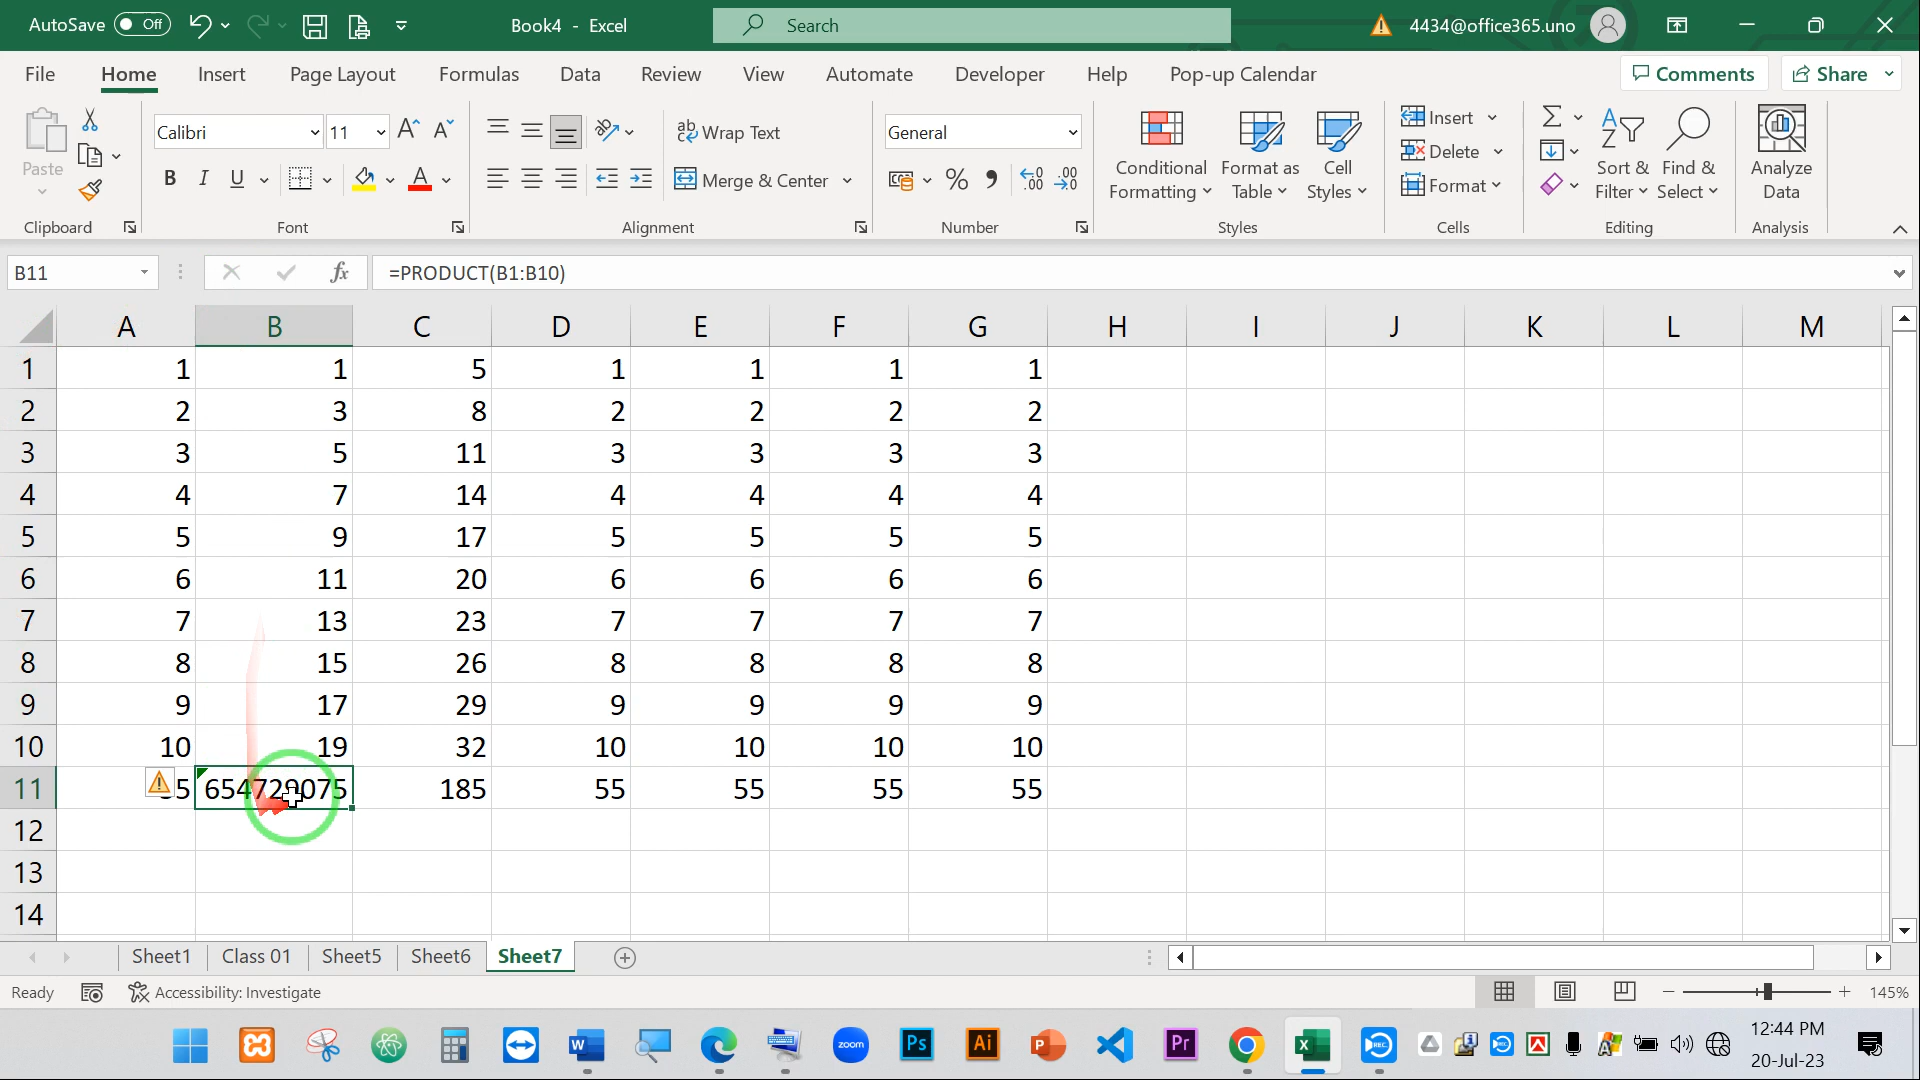 AutoSave Off Book4 - Excel Search 4434@office365.uno
File Home Insert Page Layout Formulas Data Review View Automate Developer Help Pop-up Calendar Comments Share
Paste Calibri 11 Wrap Text General Conditional Formatting Format as Table Cell Styles Insert Sort & Filter Find & Select Analyze Data
B I U Merge & Center % Delete
Format
Clipboard Font Alignment Number Styles Cells Editing Analysis
B11 fx =PRODUCT(B1:B10)
A B C D E F G H I J K L M
1 1 1 5 1 1 1 1
2 2 3 8 2 2 2 2
3 3 5 11 3 3 3 3
4 4 7 14 4 4 4 4
5 5 9 17 5 5 5 5
6 6 11 20 6 6 6 6
7 7 13 23 7 7 7 7
8 8 15 26 8 8 8 8
9 9 17 29 9 9 9 9
10 10 19 32 10 10 10 10
11 5 654729075 185 55 55 55 55
12
13
14
Sheet1 Class 01 Sheet5 Sheet6 Sheet7
Ready Accessibility: Investigate 145%
W zoom Ps Ai P Pr X REC 12:44 PM
20-Jul-23